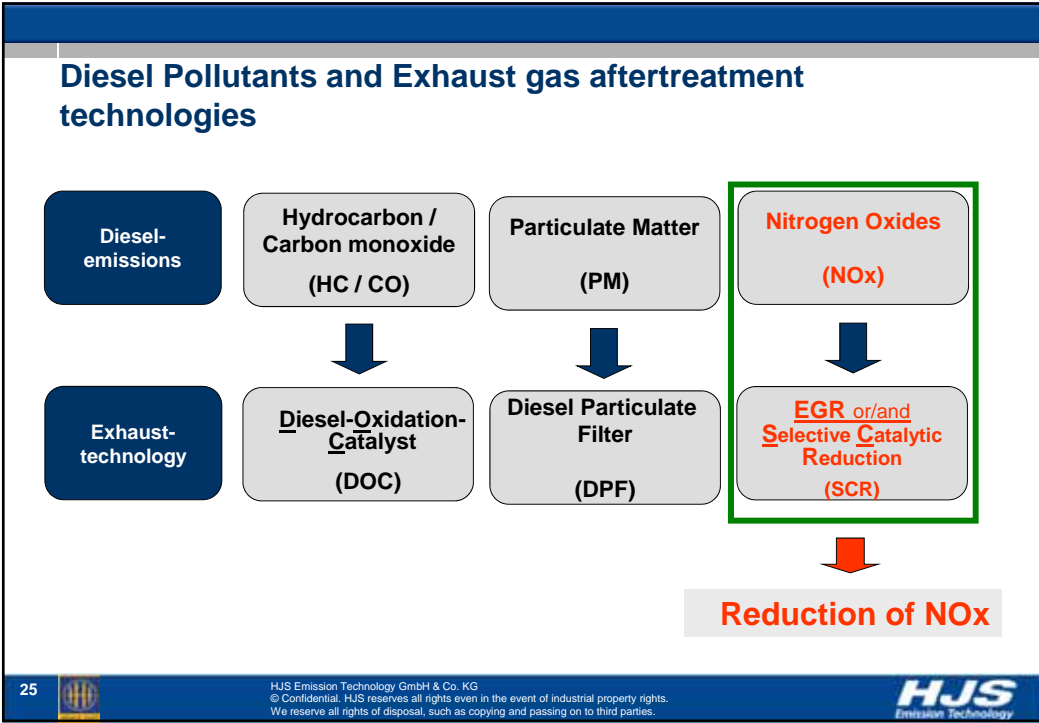 Diesel Pollutants and Exhaust gas aftertreatment
technologies
Diesel-
emissions
Hydrocarbon /
Carbon monoxide
(HC / CO)
Particulate Matter
(PM)
Nitrogen Oxides
(NOx)
Exhaust-
technology
Diesel-Oxidation-
Catalyst
(DOC)
Diesel Particulate
Filter
(DPF)
EGR or/and
Selective Catalytic
Reduction
(SCR)
Reduction of NOx
25
HJS Emission Technology GmbH & Co. KG
© Confidential. HJS reserves all rights even in the event of industrial property rights.
We reserve all rights of disposal, such as copying and passing on to third parties.
HJS
Emission Technology